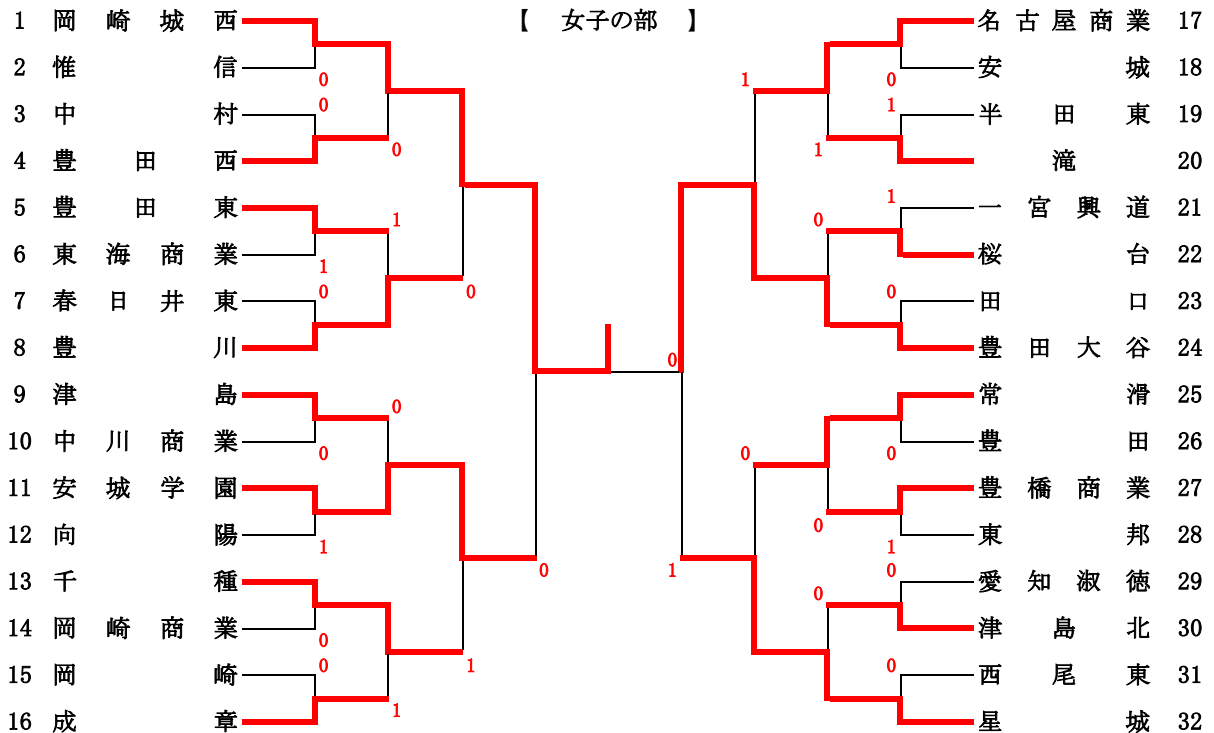 【 女子の部 】
1 岡崎城西
2 惟信
0
0
3 中村
4 豊田西
0
5 豊田東
1
6 東海商業
1
0
7 春日井東
0
8 豊川
9 津島
0
10 中川商業
0
11 安城学園
12 向陽
1
0
13 千種
14 岡崎商業
0
0
15 岡崎
1
1
16 成章
名古屋商業 17
安城 18
1
0
1
半田東 19
1
滝 20
1
一宮興道 21
0
桜台 22
0
田口 23
豊田大谷 24
0
常滑 25
豊田 26
0
0
豊橋商業 27
0
東邦 28
1
1
0
愛知淑徳 29
0
津島北 30
0
西尾東 31
星城 32